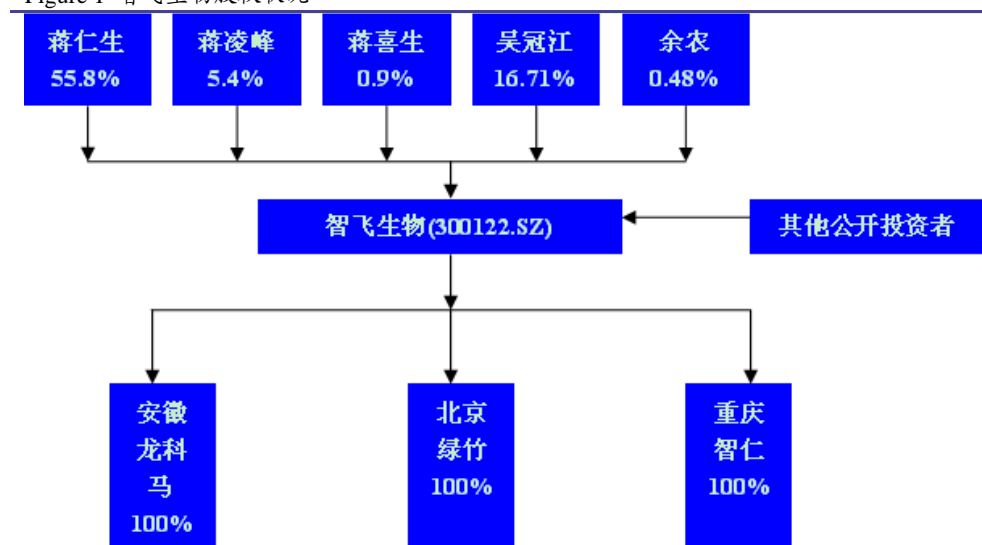 蒋仁生
55.8%
蒋凌峰
5.4%
蒋喜生
0.9%
吴冠江
16.71%
余农
0.48%
智飞生物(300122.SZ)
其他公开投资者
安徽
龙科
马
100%
北京
绿竹
100%
重庆
智仁
100%